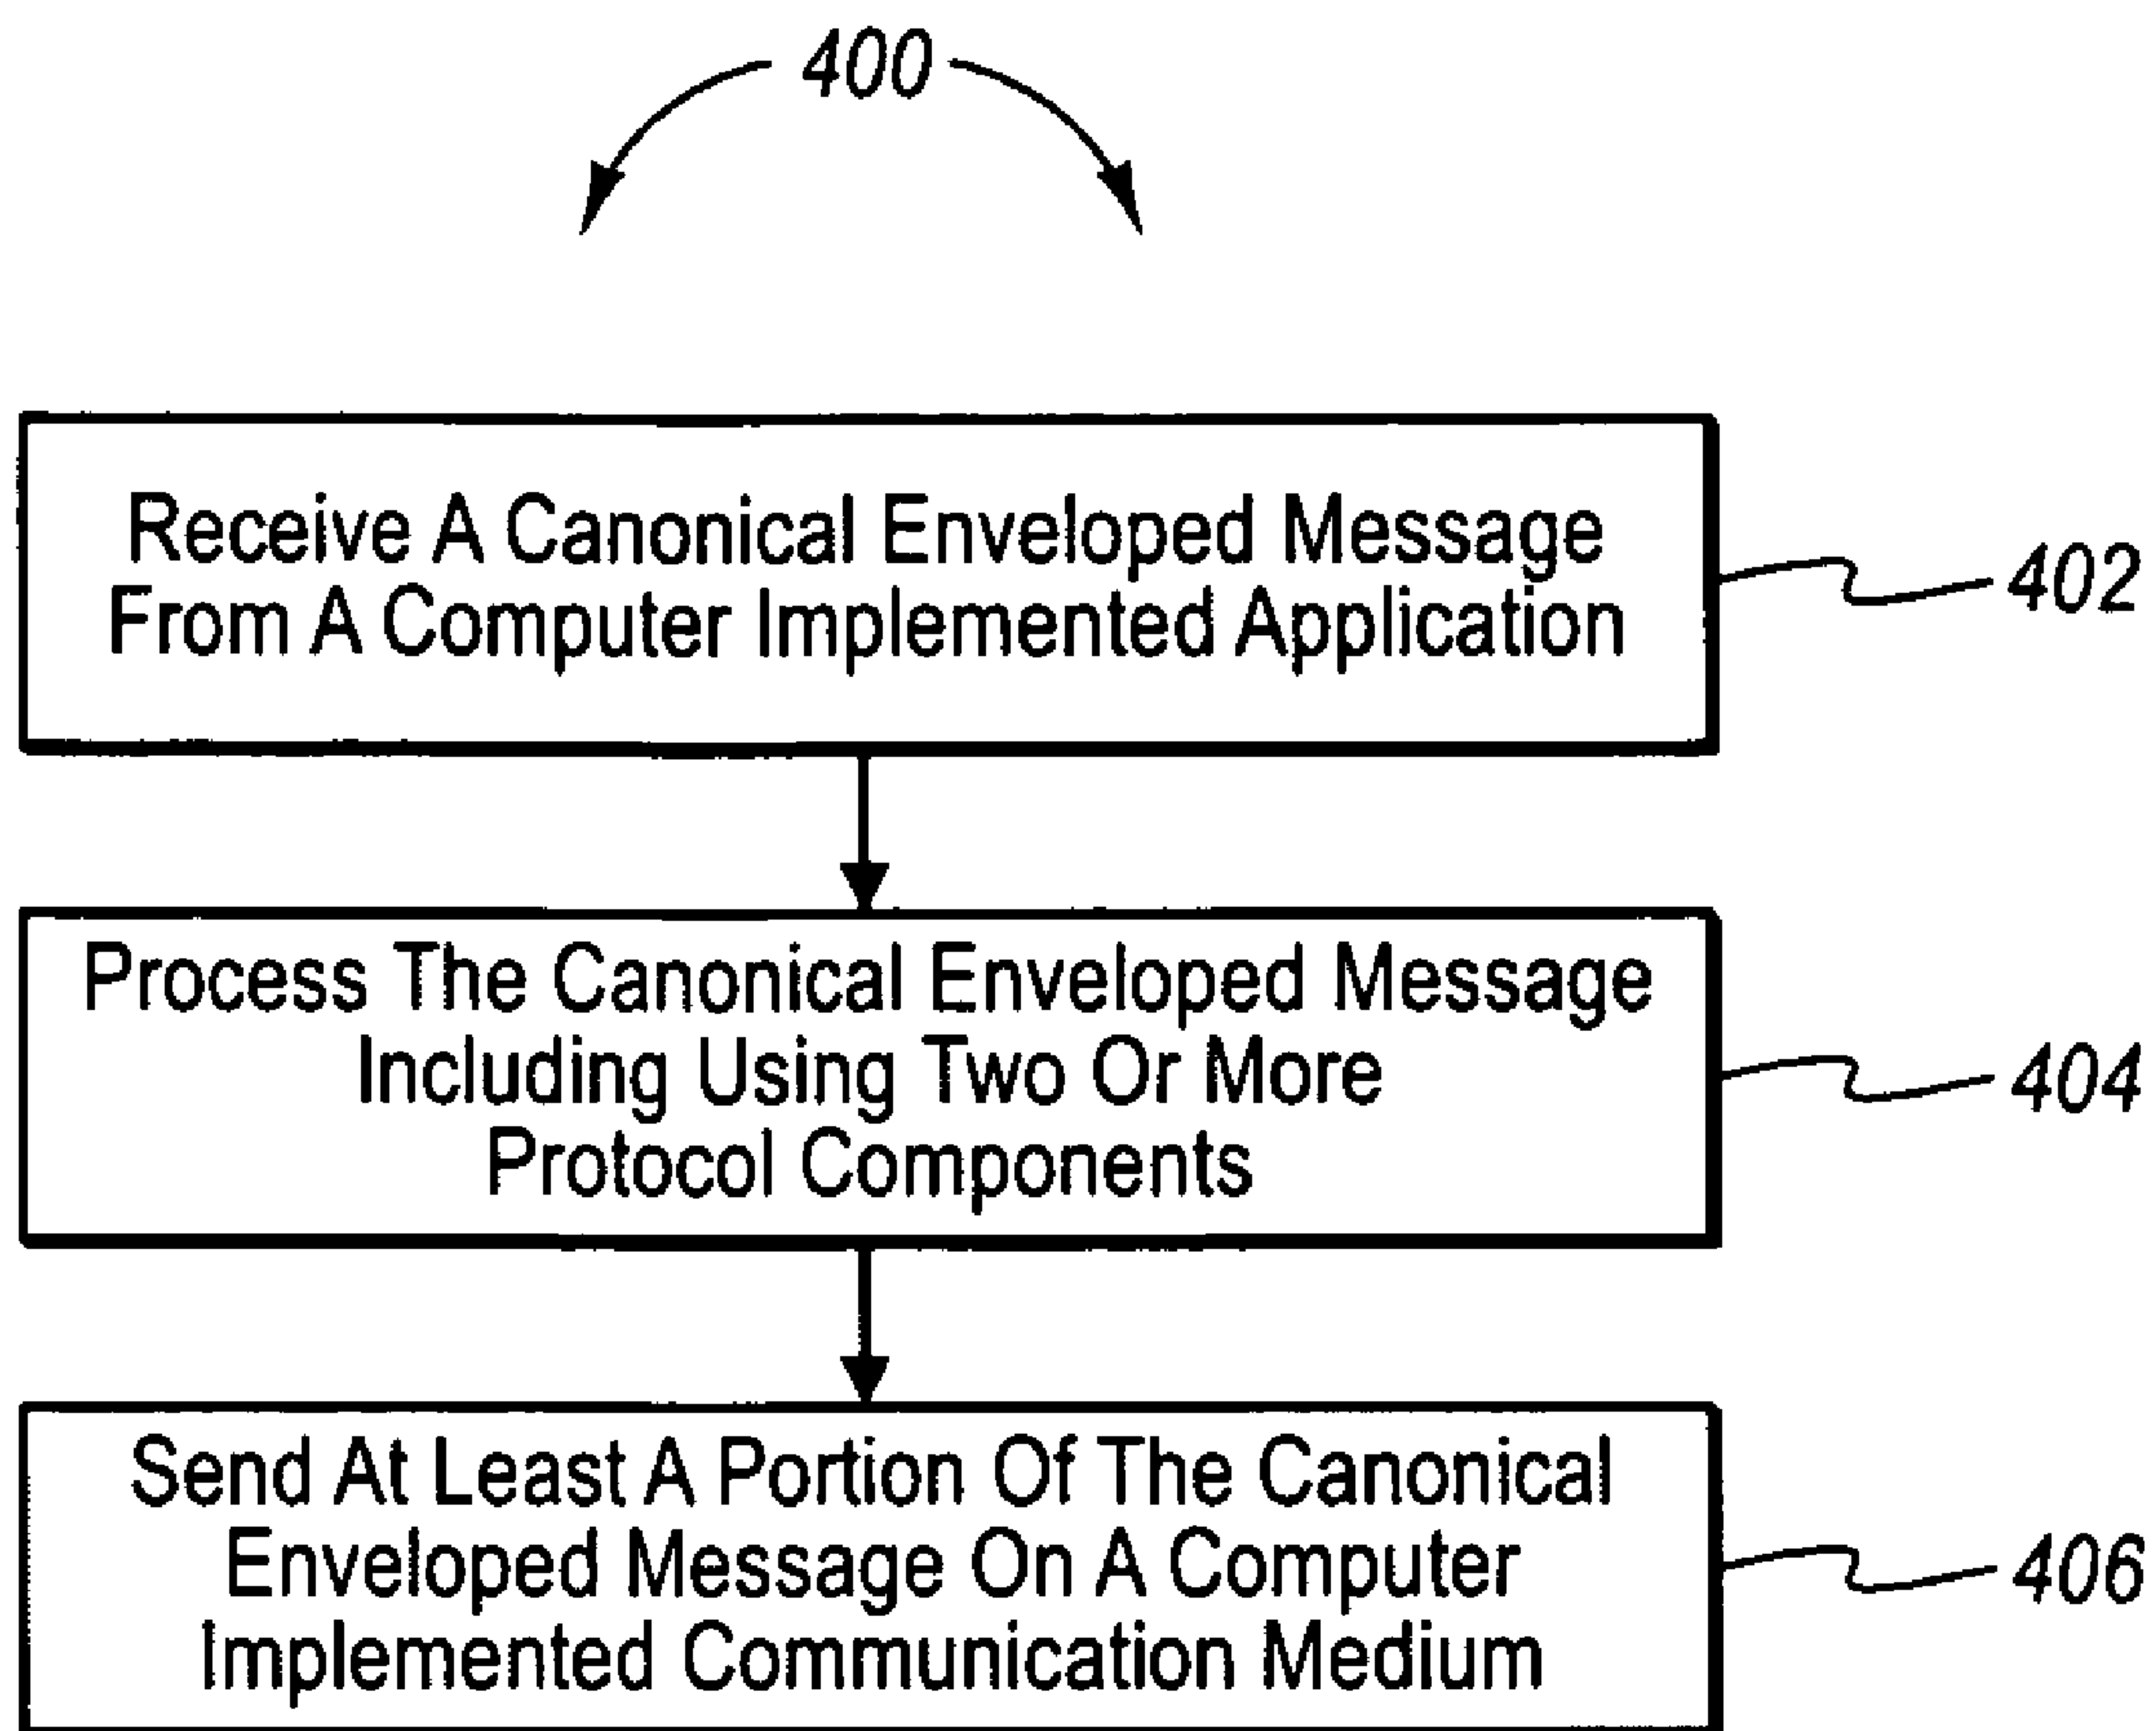 400
Receive A Canonical Enveloped Message
From A Computer Implemented Application
402
Process The Canonical Enveloped Message
Including Using Two Or More
Protocol Components
404
Send At Least A Portion Of The Canonical
Enveloped Message On A Computer
Implemented Communication Medium
406